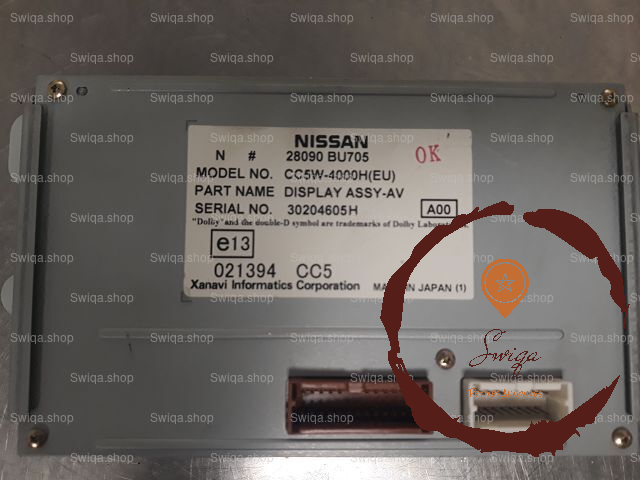 NISSAN
N # 28090 BU705
OK
MODEL NO. CC5W-4000H(EU)
PART NAME DISPLAY ASSY-AV
SERIAL NO. 30204605H
A00
"Dolby" and the double-D symbol are trademarks of Dolby
e13
021394 CC5
Xanavi Informatics Corporation
IN JAPAN (1)
Swiqa
Swiqa.shop